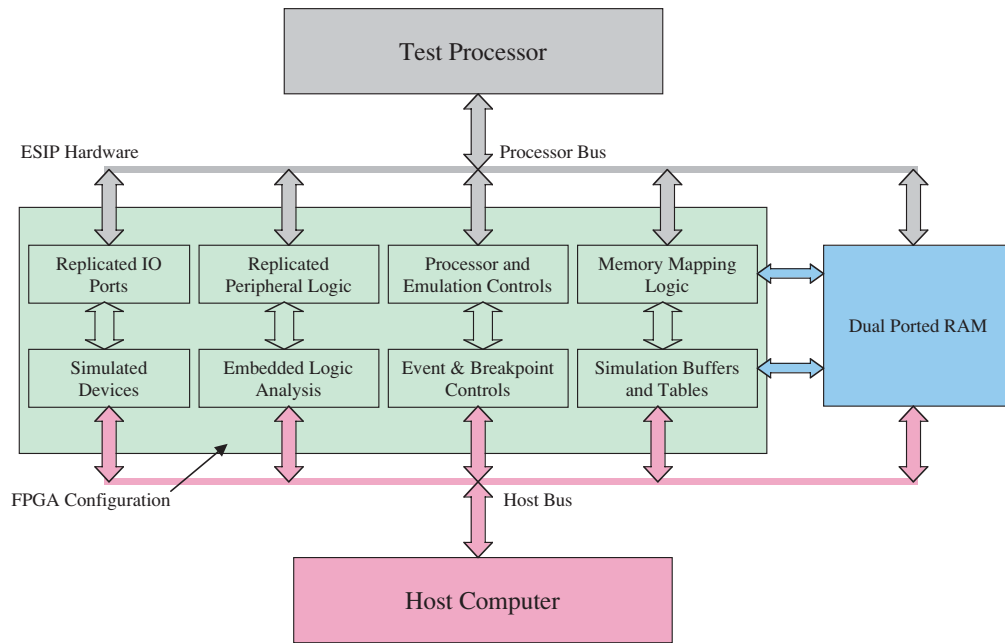 Test Processor
ESIP Hardware
Processor Bus
Replicated IO
Ports
Replicated
Peripheral Logic
Processor and
Emulation Controls
Memory Mapping
Logic
Dual Ported RAM
Simulated
Devices
Embedded Logic
Analysis
Event & Breakpoint
Controls
Simulation Buffers
and Tables
FPGA Configuration
Host Bus
Host Computer